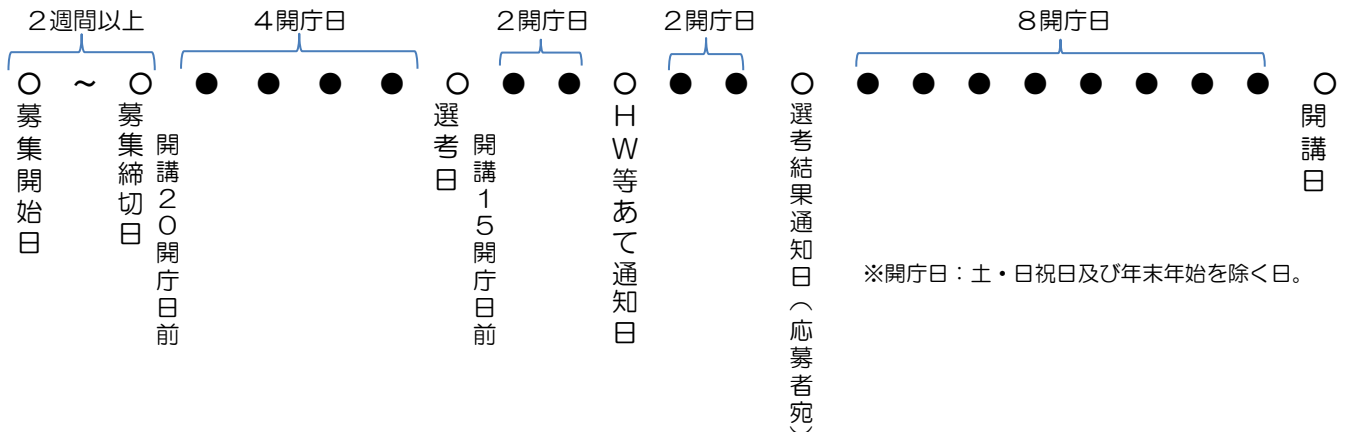 ２週間以上
４開庁日
２開庁日
２開庁日
８開庁日
○ ～ ○ ● ● ● ● ○ ● ● ○ ● ● ○ ● ● ● ● ● ● ● ● ○
募集開始日
募集締切日
開講２０開庁日前
選考日
開講１５開庁日前
ＨＷ等あて通知日
選考結果通知日（応募者宛）
開講日
※開庁日：土・日祝日及び年末年始を除く日。